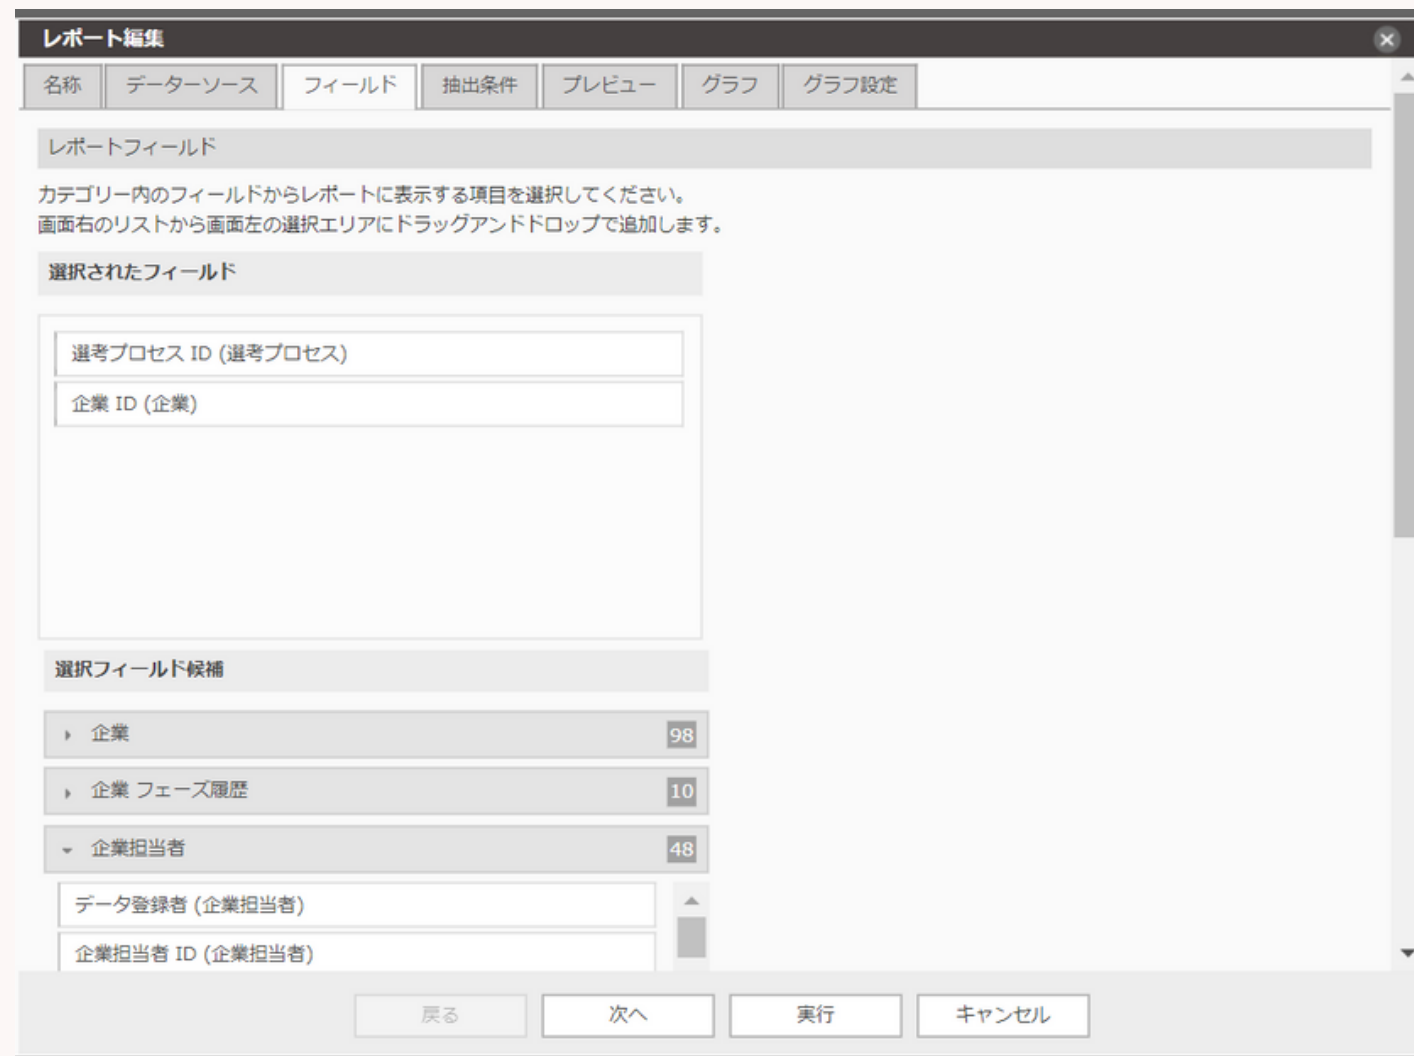 レポート編集
名称 データーソース フィールド 抽出条件 プレビュー グラフ グラフ設定
レポートフィールド
カテゴリー内のフィールドからレポートに表示する項目を選択してください。
画面右のリストから画面左の選択エリアにドラッグアンドドロップで追加します。
選択されたフィールド
選考プロセス ID (選考プロセス)
企業 ID (企業)
選択フィールド候補
企業 98
企業 フェーズ履歴 10
企業担当者 48
データ登録者 (企業担当者)
企業担当者 ID (企業担当者)
戻る 次へ 実行 キャンセル